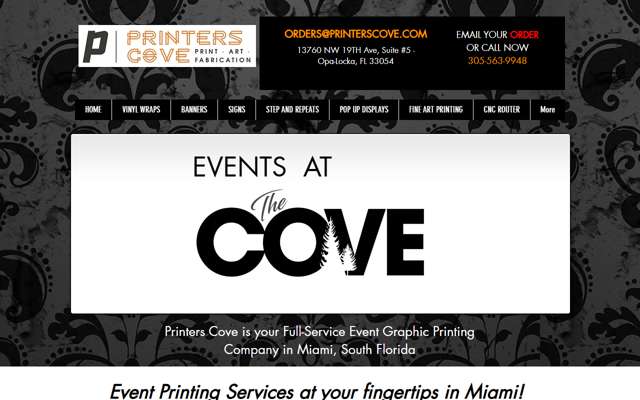 PRINTERS
COVE PRINT · ART ·
FABRICATION
ORDERS@PRINTERSCOVE.COM
13760 NW 19TH Ave, Suite #5 -
Opa-Locka, FL 33054
EMAIL YOUR ORDER
OR CALL NOW
305-563-9948
HOME VINYL WRAPS BANNERS SIGNS STEP AND REPEATS POP UP DISPLAYS FINE ART PRINTING CNC ROUTER More
EVENTS AT
The
COVE
Printers Cove is your Full-Service Event Graphic Printing
Company in Miami, South Florida
Event Printing Services at your fingertips in Miami!